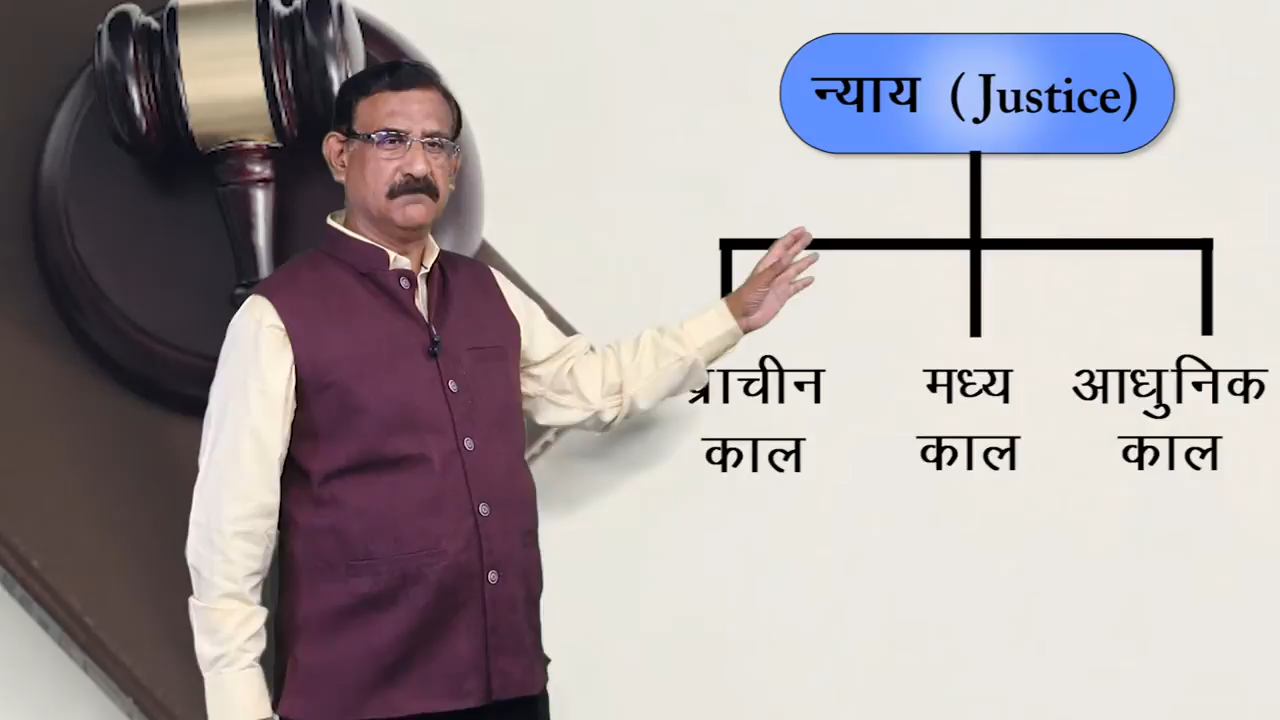 न्याय (Justice)
प्राचीन मध्य आधुनिक
काल काल काल